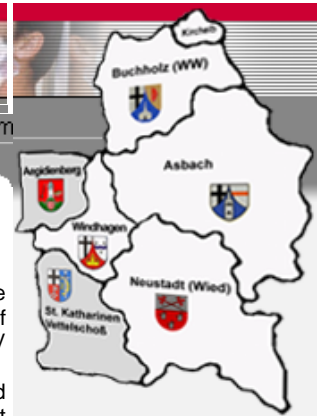 Kircheib
Buchholz (WW)
Asbach
Aegidienberg
Windhagen
Neustadt (Wied)
St. Katharinen
Vettelschoß
m
e
f
/
d
t